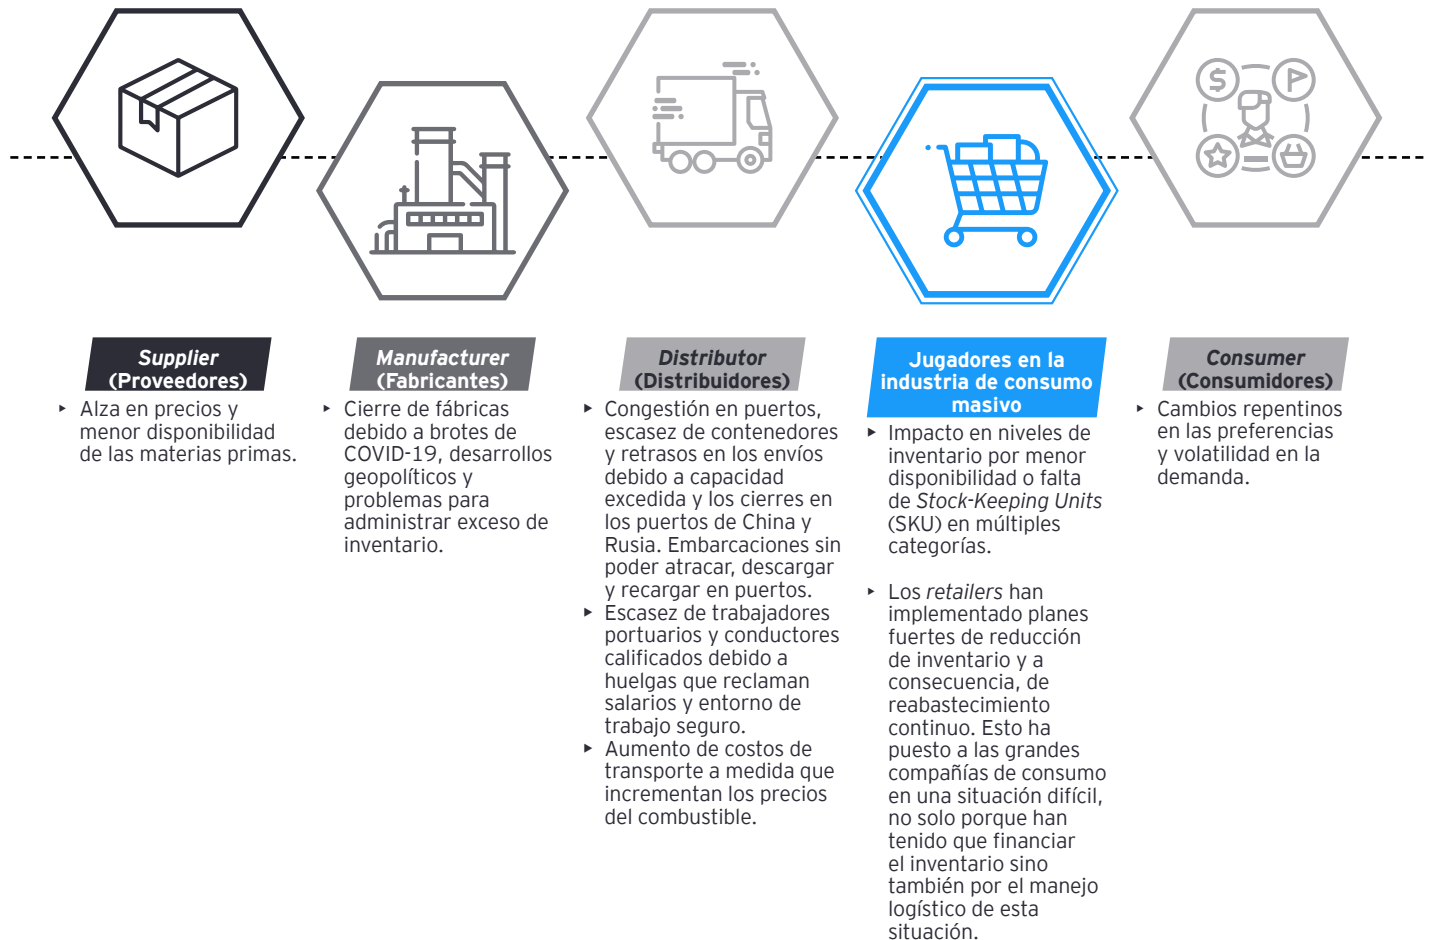 Supplier
(Proveedores)
‣ Alza en precios y
menor disponibilidad
de las materias primas.
Manufacturer
(Fabricantes)
‣ Cierre de fábricas
debido a brotes de
COVID-19, desarrollos
geopolíticos y
problemas para
administrar exceso de
inventario.
Distributor
(Distribuidores)
‣ Congestión en puertos,
escasez de contenedores
y retrasos en los envíos
debido a capacidad
excedida y los cierres en
los puertos de China y
Rusia. Embarcaciones sin
poder atracar, descargar
y recargar en puertos.
‣ Escasez de trabajadores
portuarios y conductores
calificados debido a
huelgas que reclaman
salarios y entorno de
trabajo seguro.
‣ Aumento de costos de
transporte a medida que
incrementan los precios
del combustible.
Jugadores en la
industria de consumo
masivo
‣ Impacto en niveles de
inventario por menor
disponibilidad o falta
de Stock-Keeping Units
(SKU) en múltiples
categorías.
‣ Los retailers han
implementado planes
fuertes de reducción
de inventario y a
consecuencia, de
reabastecimiento
continuo. Esto ha
puesto a las grandes
compañías de consumo
en una situación difícil,
no solo porque han
tenido que financiar
el inventario sino
también por el manejo
logístico de esta
situación.
Consumer
(Consumidores)
‣ Cambios repentinos
en las preferencias
y volatilidad en la
demanda.